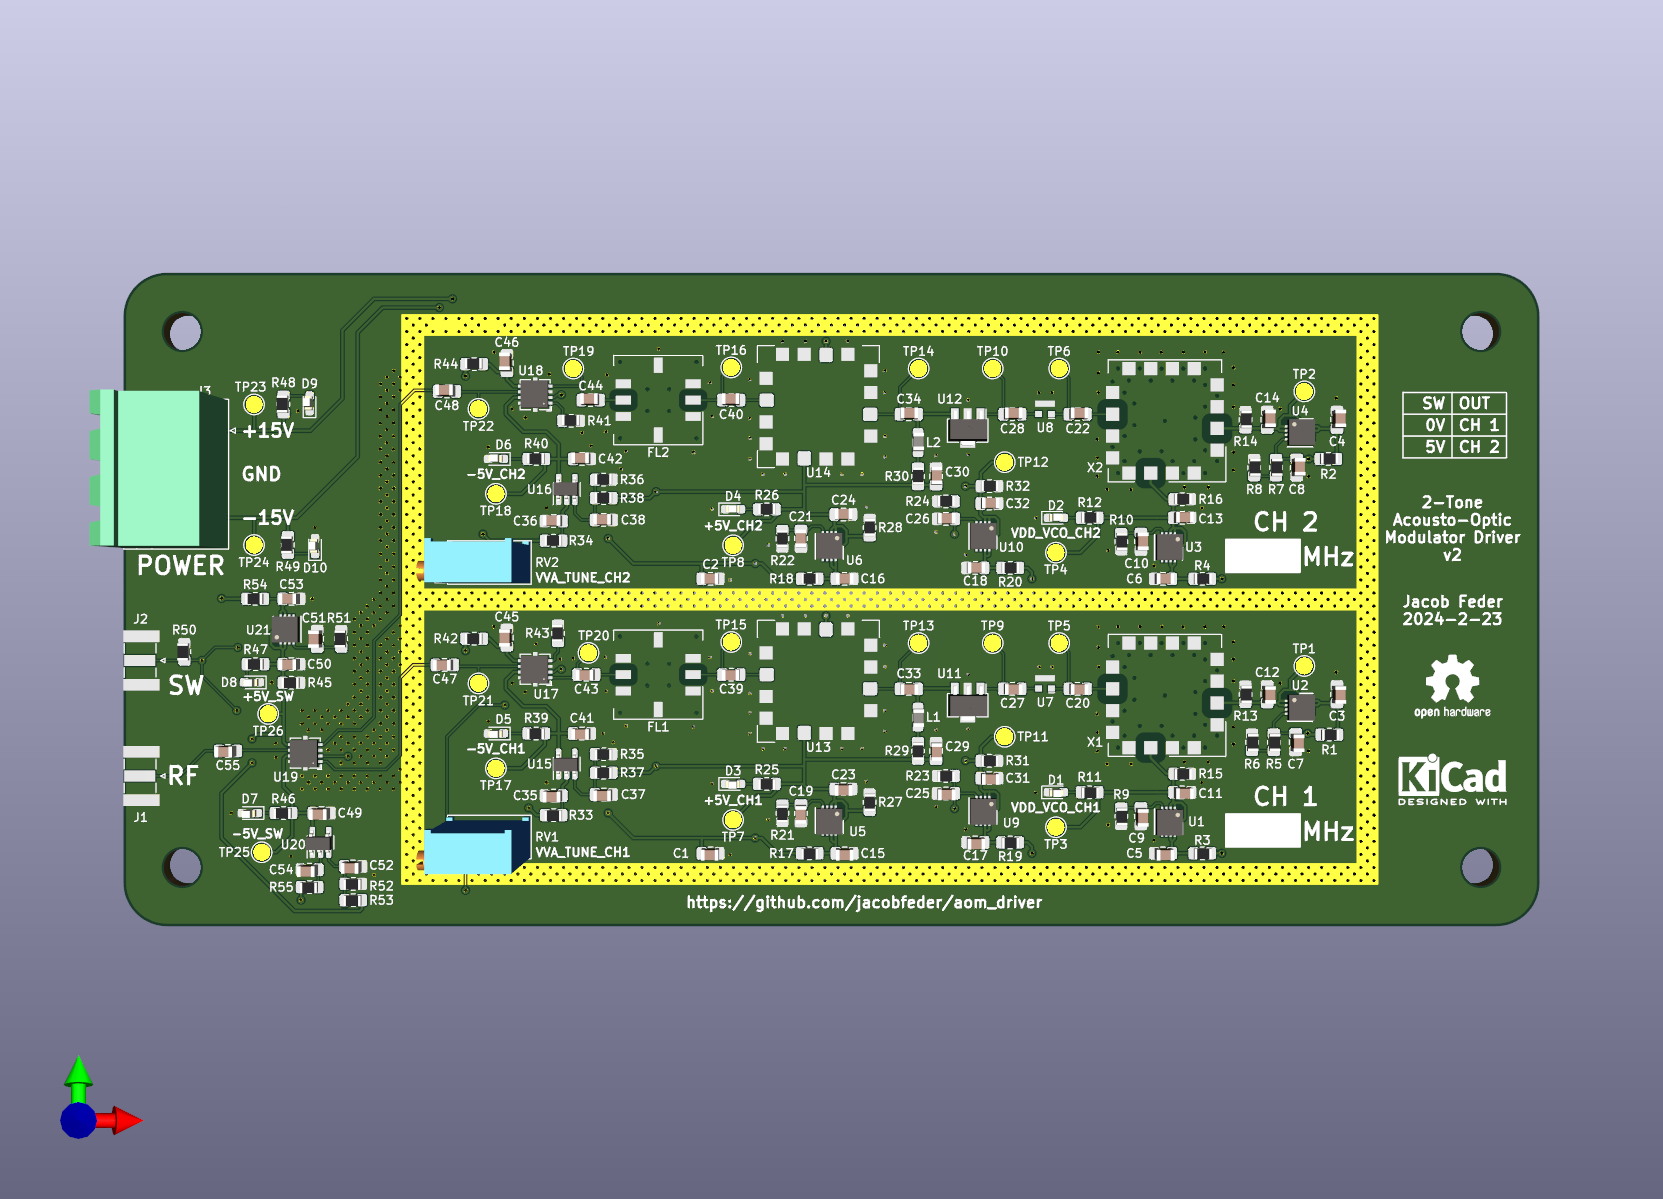 C46
R44
U18
TP19
C44
C48
TP22
R41
FL2
TP16
C40
U14
TP14
C34
U12
TP10
C28
TP6
U8
C22
L2
X2
TP2
C14
U4
R14
C4
R2
R8
R7
C8
TP23
R48
D9
J3
+15V
GND
-15V
POWER
TP24
R49
D10
D6
R40
C42
-5V_CH2
TP18
U16
R36
R38
C36
C38
R34
RV2
VVA_TUNE_CH2
D4
R26
+5V_CH2
TP8
C2
C21
R22
C24
R28
U6
R18
C16
R30
C30
TP12
R24
C26
R32
C32
U10
C18
R20
D2
R12
VDD_VCO_CH2
TP4
R10
C10
R16
C13
U3
C6
R4
CH 2
MHz
SW OUT
0V CH 1
5V CH 2
2-Tone
Acousto-Optic
Modulator Driver
v2
Jacob Feder
2024-2-23
open hardware
KiCad
DESIGNED WITH
R54
C53
J2
R50
U21
C51
R51
R47
C50
D8
R45
SW
+5V_SW
TP26
RF
C55
U19
J1
D7
R46
C49
-5V_SW
TP25
U20
C54
C52
R55
R52
R53
C45
R42
R43
TP20
C47
U17
C43
TP21
FL1
TP15
C39
U13
TP13
C33
U11
TP9
C27
TP5
U7
C20
L1
X1
TP1
C12
U2
R13
C3
R1
R6
R5
C7
D5
R39
C41
-5V_CH1
TP17
U15
R35
R37
C35
C37
R33
RV1
VVA_TUNE_CH1
D3
R25
+5V_CH1
TP7
C1
C19
R21
C23
R27
U5
R17
C15
R29
C29
TP11
R23
C25
R31
C31
U9
C17
R19
D1
R11
VDD_VCO_CH1
TP3
R9
C9
R15
C11
U1
C5
R3
CH 1
MHz
https://github.com/jacobfeder/aom_driver